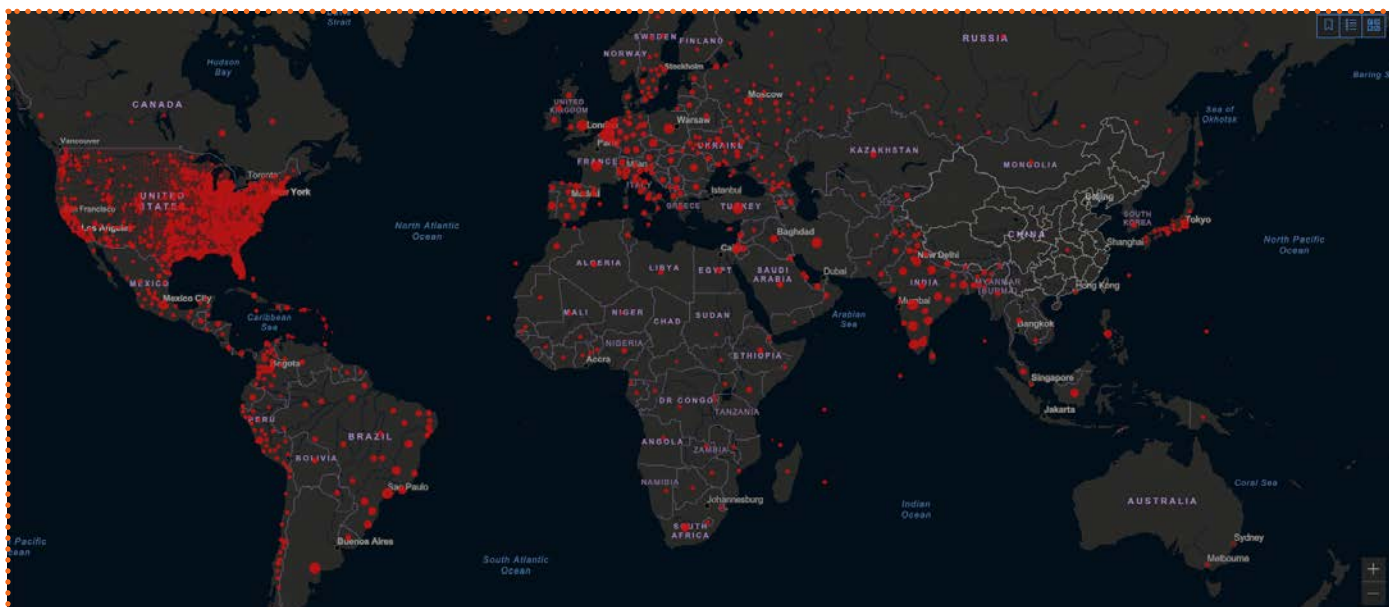 Strait
SWEDEN
FINLAND
RUSSIA
NORWAY
Hudson
Bay
Stockholm
Baring
CANADA
UNITED
KINGDOM
Moscow
Sea of
Okhotsk
Warsaw
Vancouver
UKRAINE
KAZAKHSTAN
MONGOLIA
FRANCE
Milan
Toronto
York
UNITED
STATES
ITALY
Istanbul
Beijing
Francisco
GREECE
TURKEY
SOUTH
KOREA
Tokyo
Los Angeles
North Atlantic
Ocean
Baghdad
CHINA
Shanghai
North Pacific
Ocean
New Delhi
ALGERIA
LIBYA
EGYPT
SAUDI
ARABIA
Dubai
INDIA
MYANMAR
(BURMA)
Hong Kong
MEXICO
Mexico City
Mumbai
Caribbean
Sea
MALI
NIGER
CHAD
SUDAN
Arabian
Sea
Bangkok
NIGERIA
Accra
ETHIOPIA
Bogota
Singapore
DR CONGO
TANZANIA
Jakarta
PERU
BRAZIL
ANGOLA
ZAMBIA
BOLIVIA
NAMIBIA
Sao Paulo
Johannesburg
Indian
Ocean
Coral Sea
AUSTRALIA
SOUTH
AFRICA
Buenos Aires
Sydney
Pacific
South Atlantic
Ocean
Melbourne